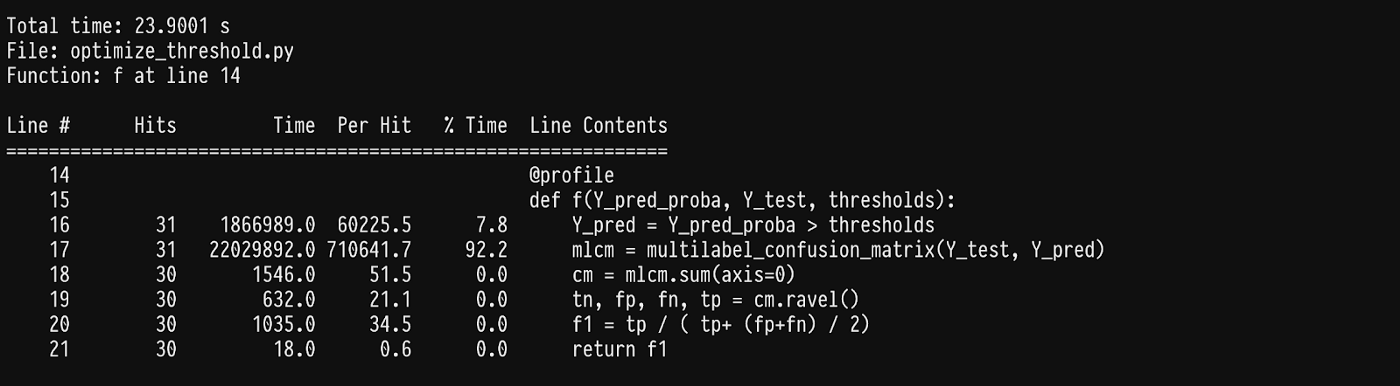 Total time: 23.9001 s
File: optimize_threshold.py
Function: f at line 14

Line #      Hits         Time  Per Hit   % Time  Line Contents
==============================================================
    14                                           @profile
    15                                           def f(Y_pred_proba, Y_test, thresholds):
    16        31    1866989.0  60225.5      7.8      Y_pred = Y_pred_proba > thresholds
    17        31   22029892.0 710641.7     92.2      mlcm = multilabel_confusion_matrix(Y_test, Y_pred)
    18        30       1546.0     51.5      0.0      cm = mlcm.sum(axis=0)
    19        30        632.0     21.1      0.0      tn, fp, fn, tp = cm.ravel()
    20        30       1035.0     34.5      0.0      f1 = tp / ( tp+ (fp+fn) / 2)
    21        30         18.0      0.6      0.0      return f1